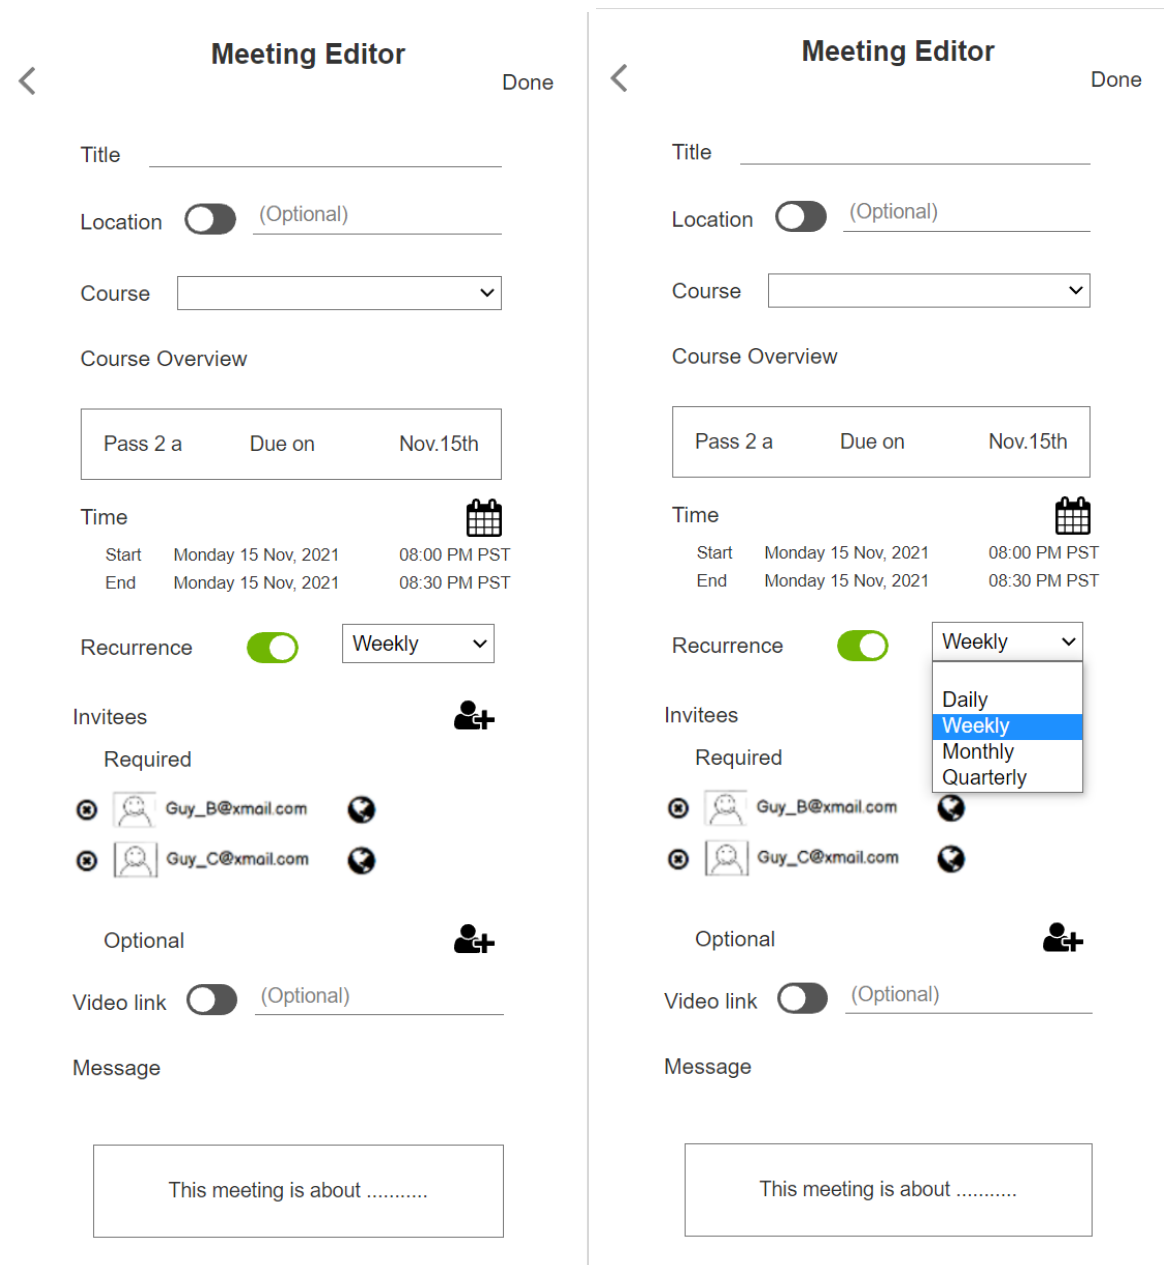 Meeting Editor
Done
Title
Location (Optional)
Course
Course Overview
Pass 2 a Due on Nov.15th
Time
Start Monday 15 Nov, 2021 08:00 PM PST
End Monday 15 Nov, 2021 08:30 PM PST
Recurrence Weekly
Invitees
Required
Guy_B@xmail.com
Guy_C@xmail.com
Optional
Video link (Optional)
Message
This meeting is about ...........
Meeting Editor
Done
Title
Location (Optional)
Course
Course Overview
Pass 2 a Due on Nov.15th
Time
Start Monday 15 Nov, 2021 08:00 PM PST
End Monday 15 Nov, 2021 08:30 PM PST
Recurrence Weekly
Daily
Weekly
Monthly
Quarterly
Invitees
Required
Guy_B@xmail.com
Guy_C@xmail.com
Optional
Video link (Optional)
Message
This meeting is about ...........